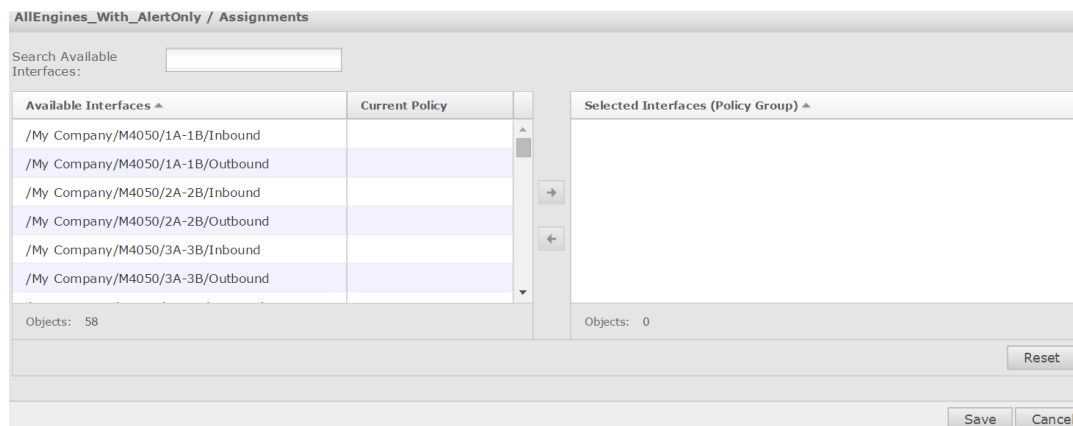 AllEngines_With_AlertOnly / Assignments
Search Available
Interfaces:
Available Interfaces
Current Policy
Selected Interfaces (Policy Group)
/My Company/M4050/1A-1B/Inbound
/My Company/M4050/1A-1B/Outbound
/My Company/M4050/2A-2B/Inbound
/My Company/M4050/2A-2B/Outbound
/My Company/M4050/3A-3B/Inbound
/My Company/M4050/3A-3B/Outbound
Objects: 58
Objects: 0
Reset
Save
Cancel